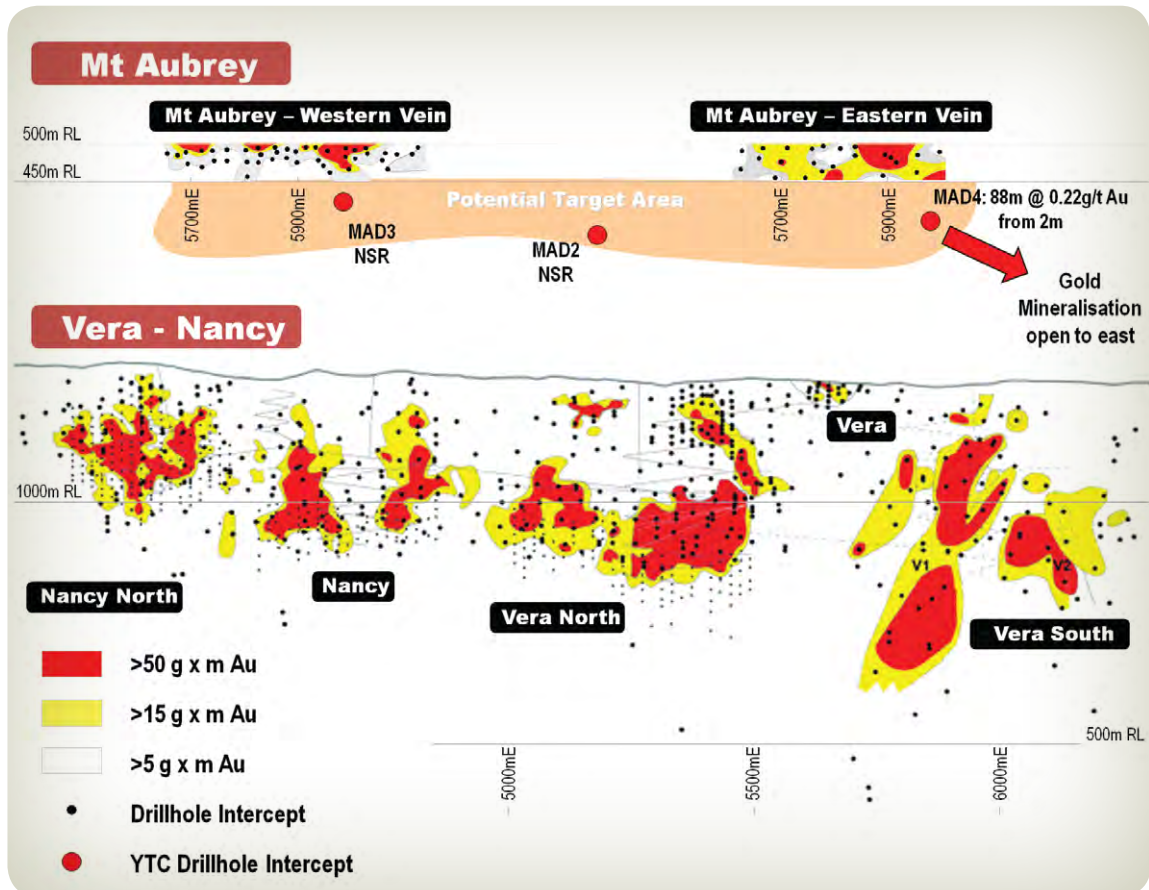 Mt Aubrey
Mt Aubrey – Western Vein
Mt Aubrey – Eastern Vein
500m RL
450m RL
5700mE
5900mE
5700mE
5900mE
Potential Target Area
MAD3
NSR
MAD2
NSR
MAD4: 88m @ 0.22g/t Au
from 2m
Gold
Mineralisation
open to east
Vera - Nancy
Vera
1000m RL
V1
V2
Nancy North
Nancy
Vera North
Vera South
>50 g x m Au
>15 g x m Au
>5 g x m Au
Drillhole Intercept
YTC Drillhole Intercept
500m RL
5000mE
5500mE
6000mE